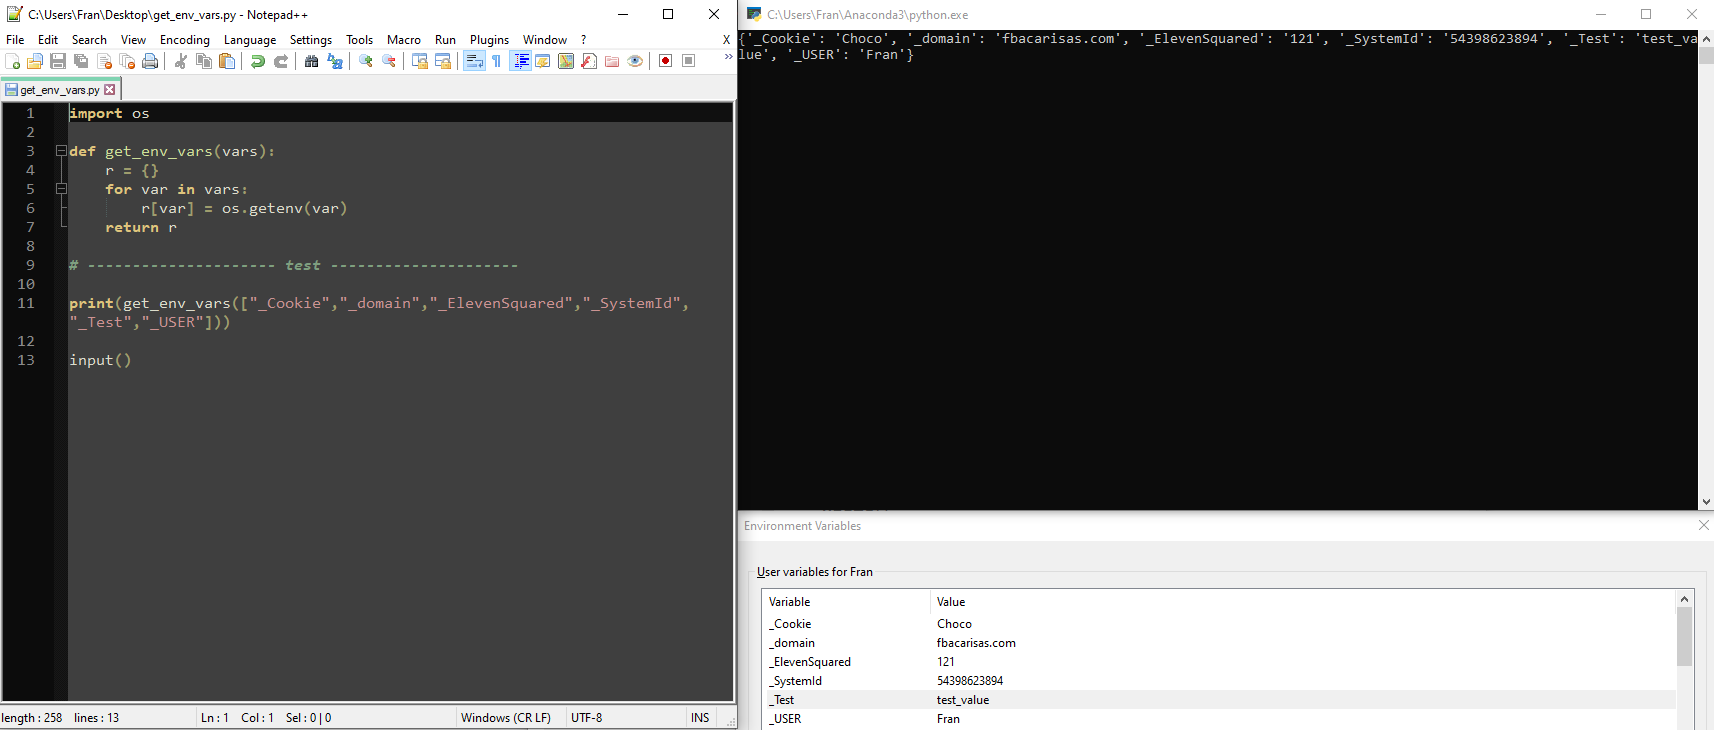 C:\Users\Fran\Desktop\get_env_vars.py - Notepad++
File Edit Search View Encoding Language Settings Tools Macro Run Plugins Window ? X
»
get_env_vars.py
1 import os
2
3 def get_env_vars(vars):
4 r = {}
5 for var in vars:
6 r[var] = os.getenv(var)
7 return r
8
9 # --------------------- test ---------------------
10
11 print(get_env_vars(["_Cookie","_domain","_ElevenSquared","_SystemId",
"_Test","_USER"]))
12
13 input()
length : 258 lines : 13 Ln : 1 Col : 1 Sel : 0 | 0 Windows (CR LF) UTF-8 INS
C:\Users\Fran\Anaconda3\python.exe
{'_Cookie': 'Choco', '_domain': 'fbacarisas.com', '_ElevenSquared': '121', '_SystemId': '54398623894', '_Test': 'test_va
lue', '_USER': 'Fran'}
Environment Variables
User variables for Fran
Variable Value
_Cookie Choco
_domain fbacarisas.com
_ElevenSquared 121
_SystemId 54398623894
_Test test_value
_USER Fran